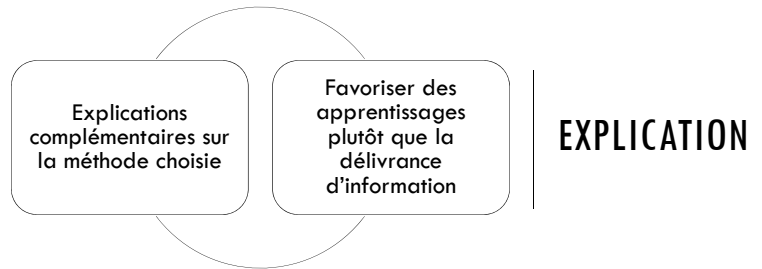 Explications
complémentaires sur
la méthode choisie
Favoriser des
apprentissages
plutôt que la
délivrance
d’information
EXPLICATION